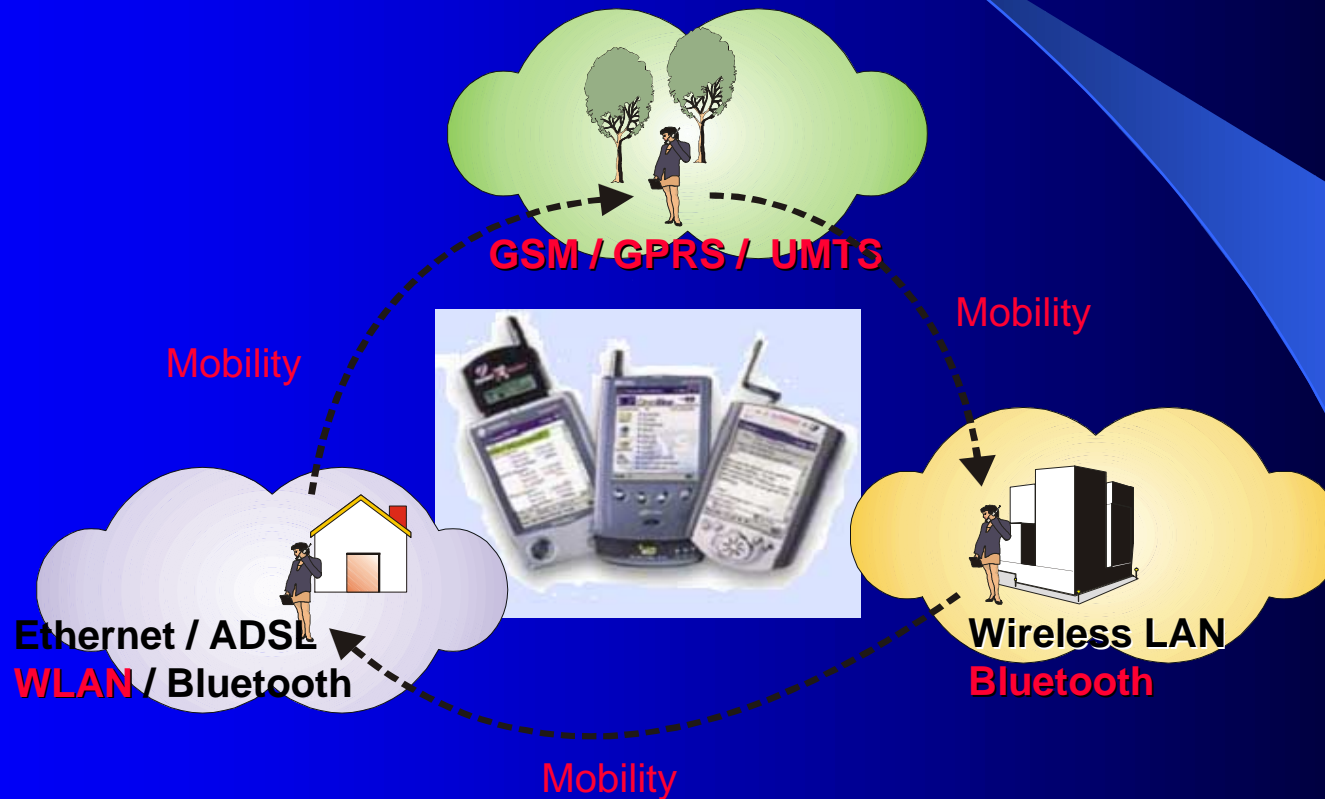 GSM / GPRS / UMTS
Mobility
Mobility
Ethernet / ADSL
WLAN / Bluetooth
Wireless LAN
Bluetooth
Mobility